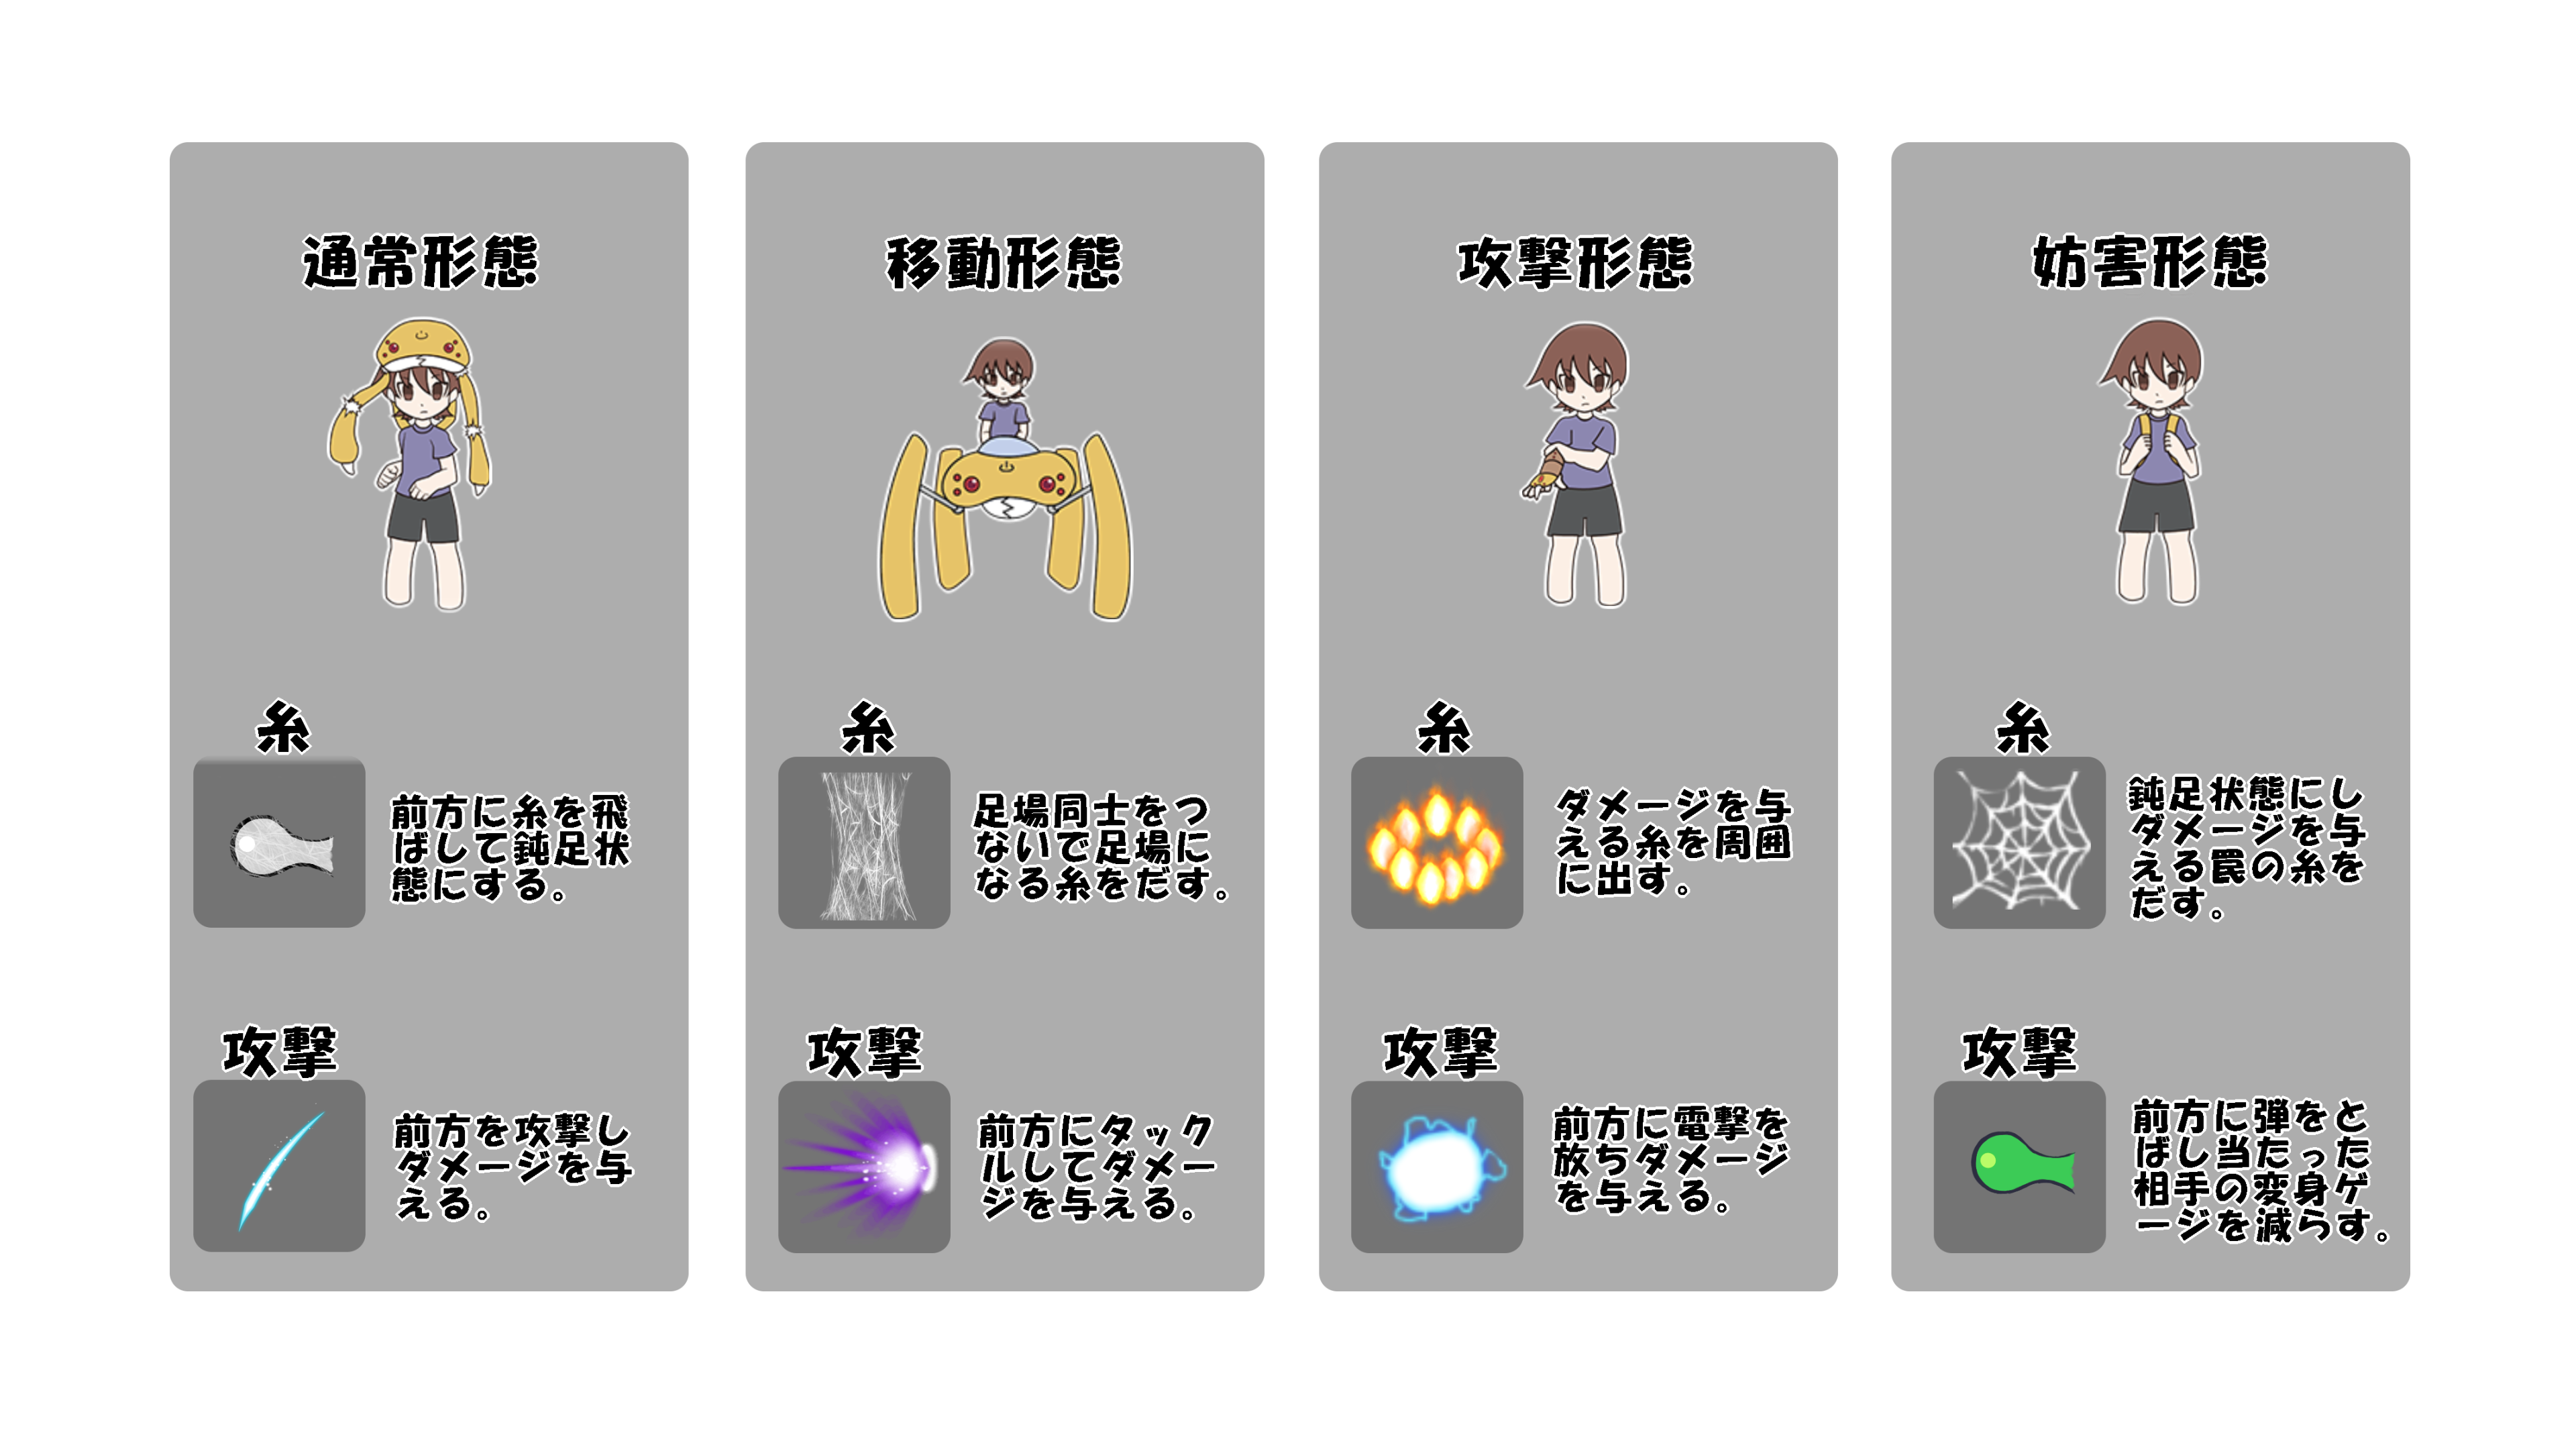 通常形態
糸
前方に糸を飛
ばして鈍足状
態にする。
攻撃
前方を攻撃し
ダメージを与
える。
移動形態
糸
足場同士をつ
ないで足場に
なる糸をだす。
攻撃
前方にタック
ルしてダメー
ジを与える。
攻撃形態
糸
ダメージを与
える糸を周囲
に出す。
攻撃
前方に電撃を
放ちダメージ
を与える。
妨害形態
糸
鈍足状態にし
ダメージを与
える罠の糸を
だす。
攻撃
前方に弾をと
ばし当たった
相手の変身ゲ
ージを減らす。